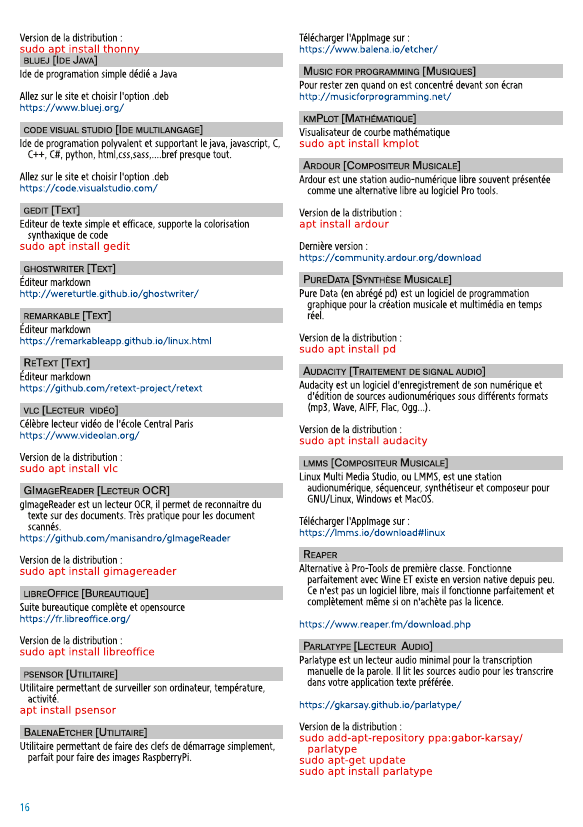 Version de la distribution :
sudo apt install thonny
BLUEJ [IDE JAVA]
Ide de programation simple dédié a Java
Allez sur le site et choisir l'option .deb
https://www.bluej.org/
CODE VISUAL STUDIO [IDE MULTILANGAGE]
Ide de programation polyvalent et supportant le java, javascript, C,
C++, C#, python, html,css,sass,....bref presque tout.
Allez sur le site et choisir l'option .deb
https://code.visualstudio.com/
GEDIT [TEXT]
Editeur de texte simple et efficace, supporte la colorisation
synthaxique de code
sudo apt install gedit
GHOSTWRITER [TEXT]
Éditeur markdown
http://wereturtle.github.io/ghostwriter/
REMARKABLE [TEXT]
Éditeur markdown
https://remarkableapp.github.io/linux.html
RETEXT [TEXT]
Éditeur markdown
https://github.com/retext-project/retext
VLC [LECTEUR VIDÉO]
Célèbre lecteur vidéo de l'école Central Paris
https://www.videolan.org/
Version de la distribution :
sudo apt install vlc
GIMAGEREADER [LECTEUR OCR]
gImageReader est un lecteur OCR, il permet de reconnaitre du
texte sur des documents. Très pratique pour les document
scannés.
https://github.com/manisandro/gImageReader
Version de la distribution :
sudo apt install gimagereader
LIBREOFFICE [BUREAUTIQUE]
Suite bureautique complète et opensource
https://fr.libreoffice.org/
Version de la distribution :
sudo apt install libreoffice
PSENSOR [UTILITAIRE]
Utilitaire permettant de surveiller son ordinateur, température,
activité.
apt install psensor
BALENAETCHER [UTILITAIRE]
Utilitaire permettant de faire des clefs de démarrage simplement,
parfait pour faire des images RaspberryPi.
Télécharger l'AppImage sur :
https://www.balena.io/etcher/
MUSIC FOR PROGRAMMING [MUSIQUES]
Pour rester zen quand on est concentré devant son écran
http://musicforprogramming.net/
KMPLOT [MATHÉMATIQUE]
Visualisateur de courbe mathématique
sudo apt install kmplot
ARDOUR [COMPOSITEUR MUSICALE]
Ardour est une station audio-numérique libre souvent présentée
comme une alternative libre au logiciel Pro tools.
Version de la distribution :
apt install ardour
Dernière version :
https://community.ardour.org/download
PUREDATA [SYNTHÈSE MUSICALE]
Pure Data (en abrégé pd) est un logiciel de programmation
graphique pour la création musicale et multimédia en temps
réel.
Version de la distribution :
sudo apt install pd
AUDACITY [TRAITEMENT DE SIGNAL AUDIO]
Audacity est un logiciel d'enregistrement de son numérique et
d'édition de sources audionumériques sous différents formats
(mp3, Wave, AIFF, Flac, Ogg...).
Version de la distribution :
sudo apt install audacity
LMMS [COMPOSITEUR MUSICALE]
Linux Multi Media Studio, ou LMMS, est une station
audionumérique, séquenceur, synthétiseur et composeur pour
GNU/Linux, Windows et MacOS.
Télécharger l'AppImage sur :
https://lmms.io/download#linux
REAPER
Alternative à Pro-Tools de première classe. Fonctionne
parfaitement avec Wine ET existe en version native depuis peu.
Ce n'est pas un logiciel libre, mais il fonctionne parfaitement et
complètement même si on n'achète pas la licence.
https://www.reaper.fm/download.php
PARLATYPE [LECTEUR AUDIO]
Parlatype est un lecteur audio minimal pour la transcription
manuelle de la parole. Il lit les sources audio pour les transcrire
dans votre application texte préférée.
https://gkarsay.github.io/parlatype/
Version de la distribution :
sudo add-apt-repository ppa:gabor-karsay/
parlatype
sudo apt-get update
sudo apt install parlatype
16